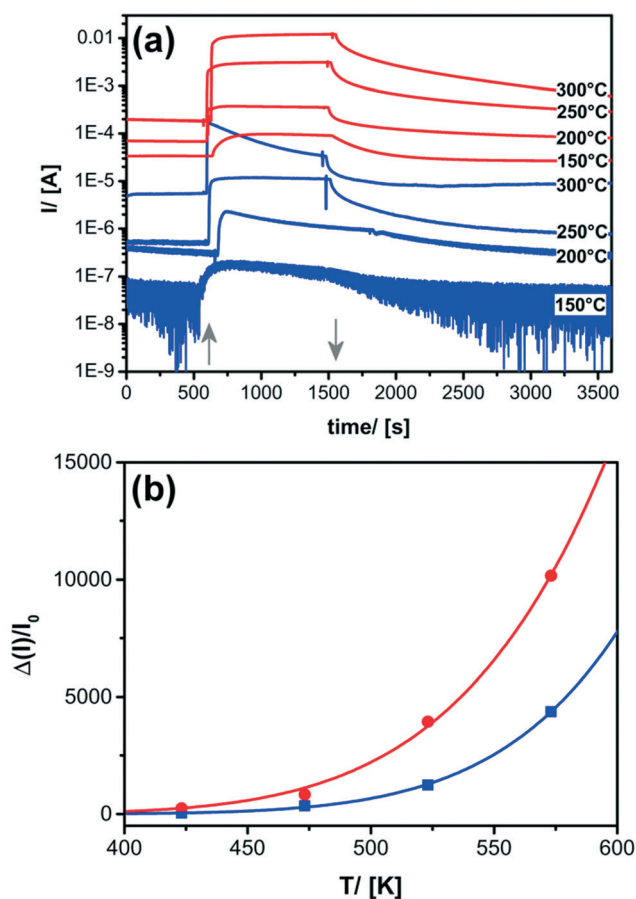 (a)
0.01
1E-3
1E-4
1E-5
1E-6
1E-7
1E-8
1E-9
I/ [A]
300°C
250°C
200°C
150°C
300°C
250°C
200°C
150°C
0 500 1000 1500 2000 2500 3000 3500
time/ [s]
(b)
15000
10000
5000
0
Δ(I)/I₀
400 450 500 550 600
T/ [K]